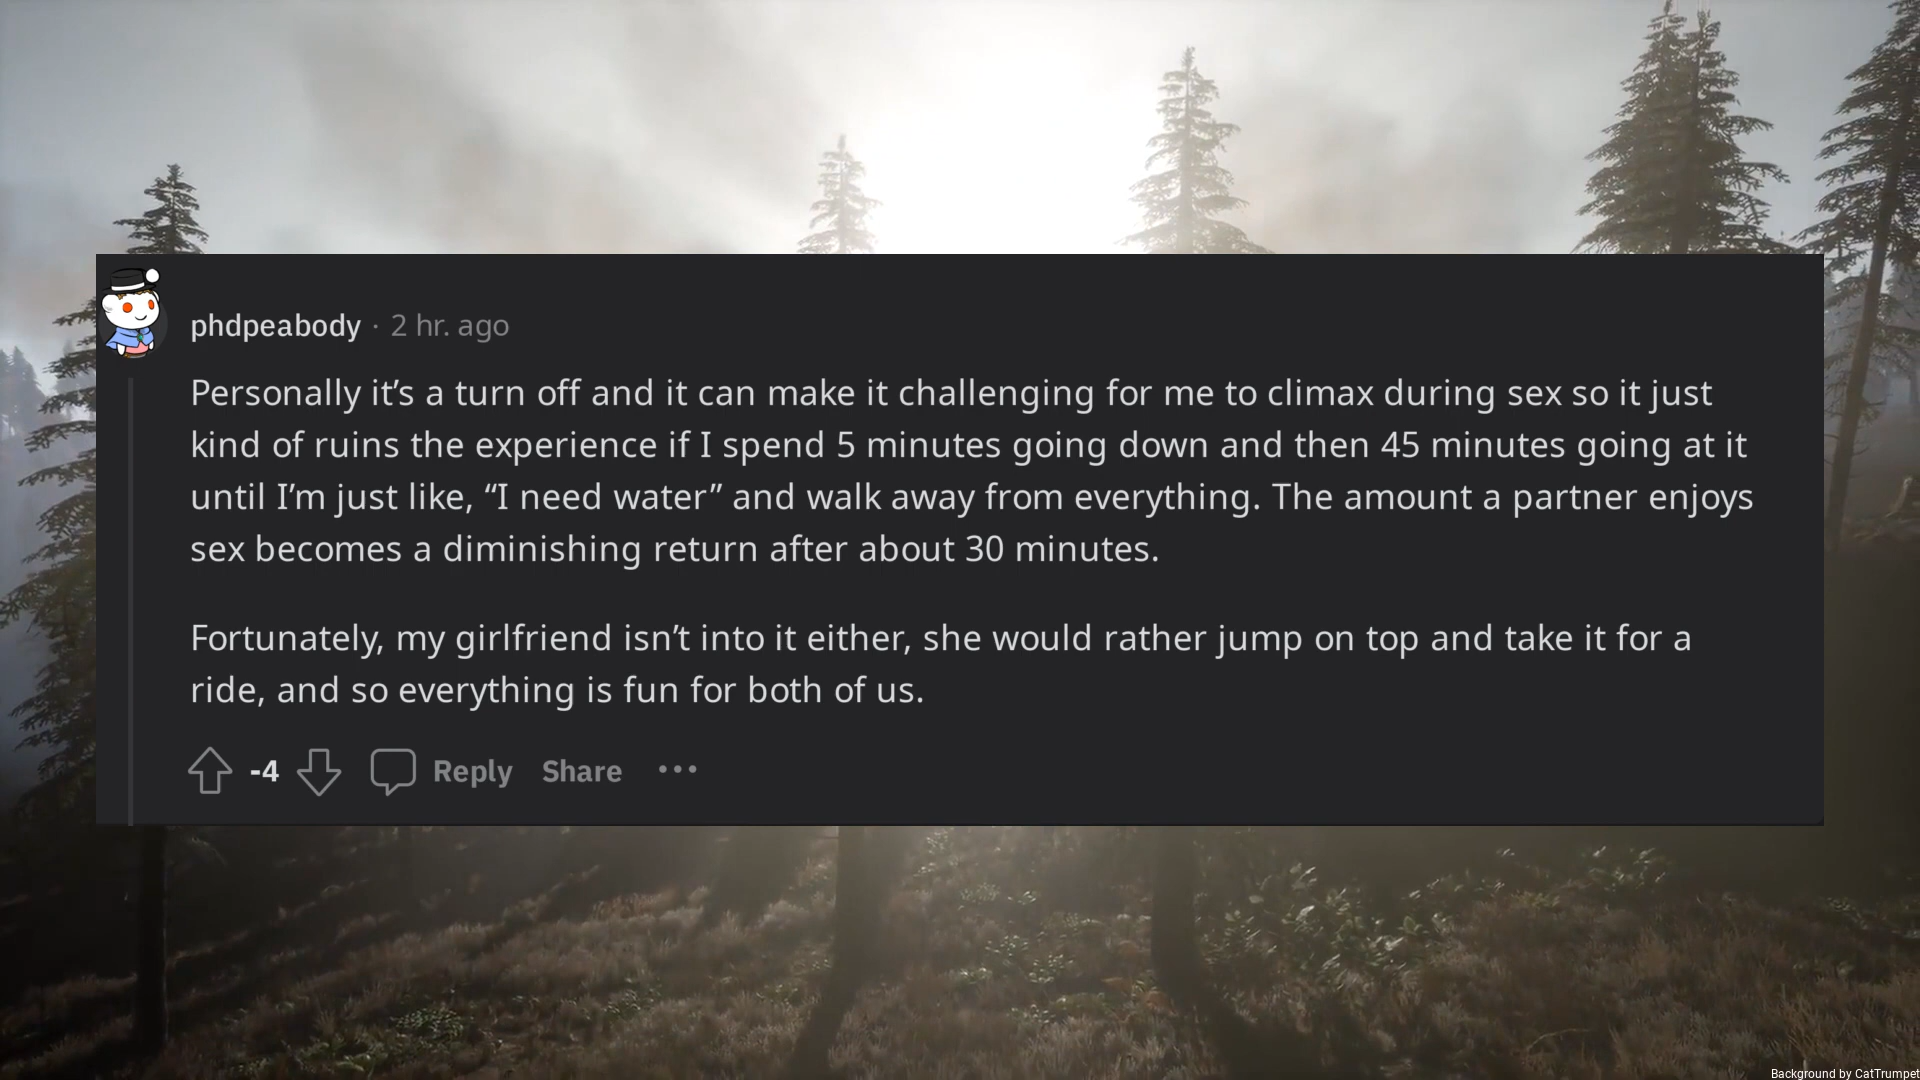 phdpeabody · 2 hr. ago
Personally it’s a turn off and it can make it challenging for me to climax during sex so it just
kind of ruins the experience if I spend 5 minutes going down and then 45 minutes going at it
until I’m just like, “I need water” and walk away from everything. The amount a partner enjoys
sex becomes a diminishing return after about 30 minutes.
Fortunately, my girlfriend isn’t into it either, she would rather jump on top and take it for a
ride, and so everything is fun for both of us.
-4 Reply Share ···
Background by CatTrumpet